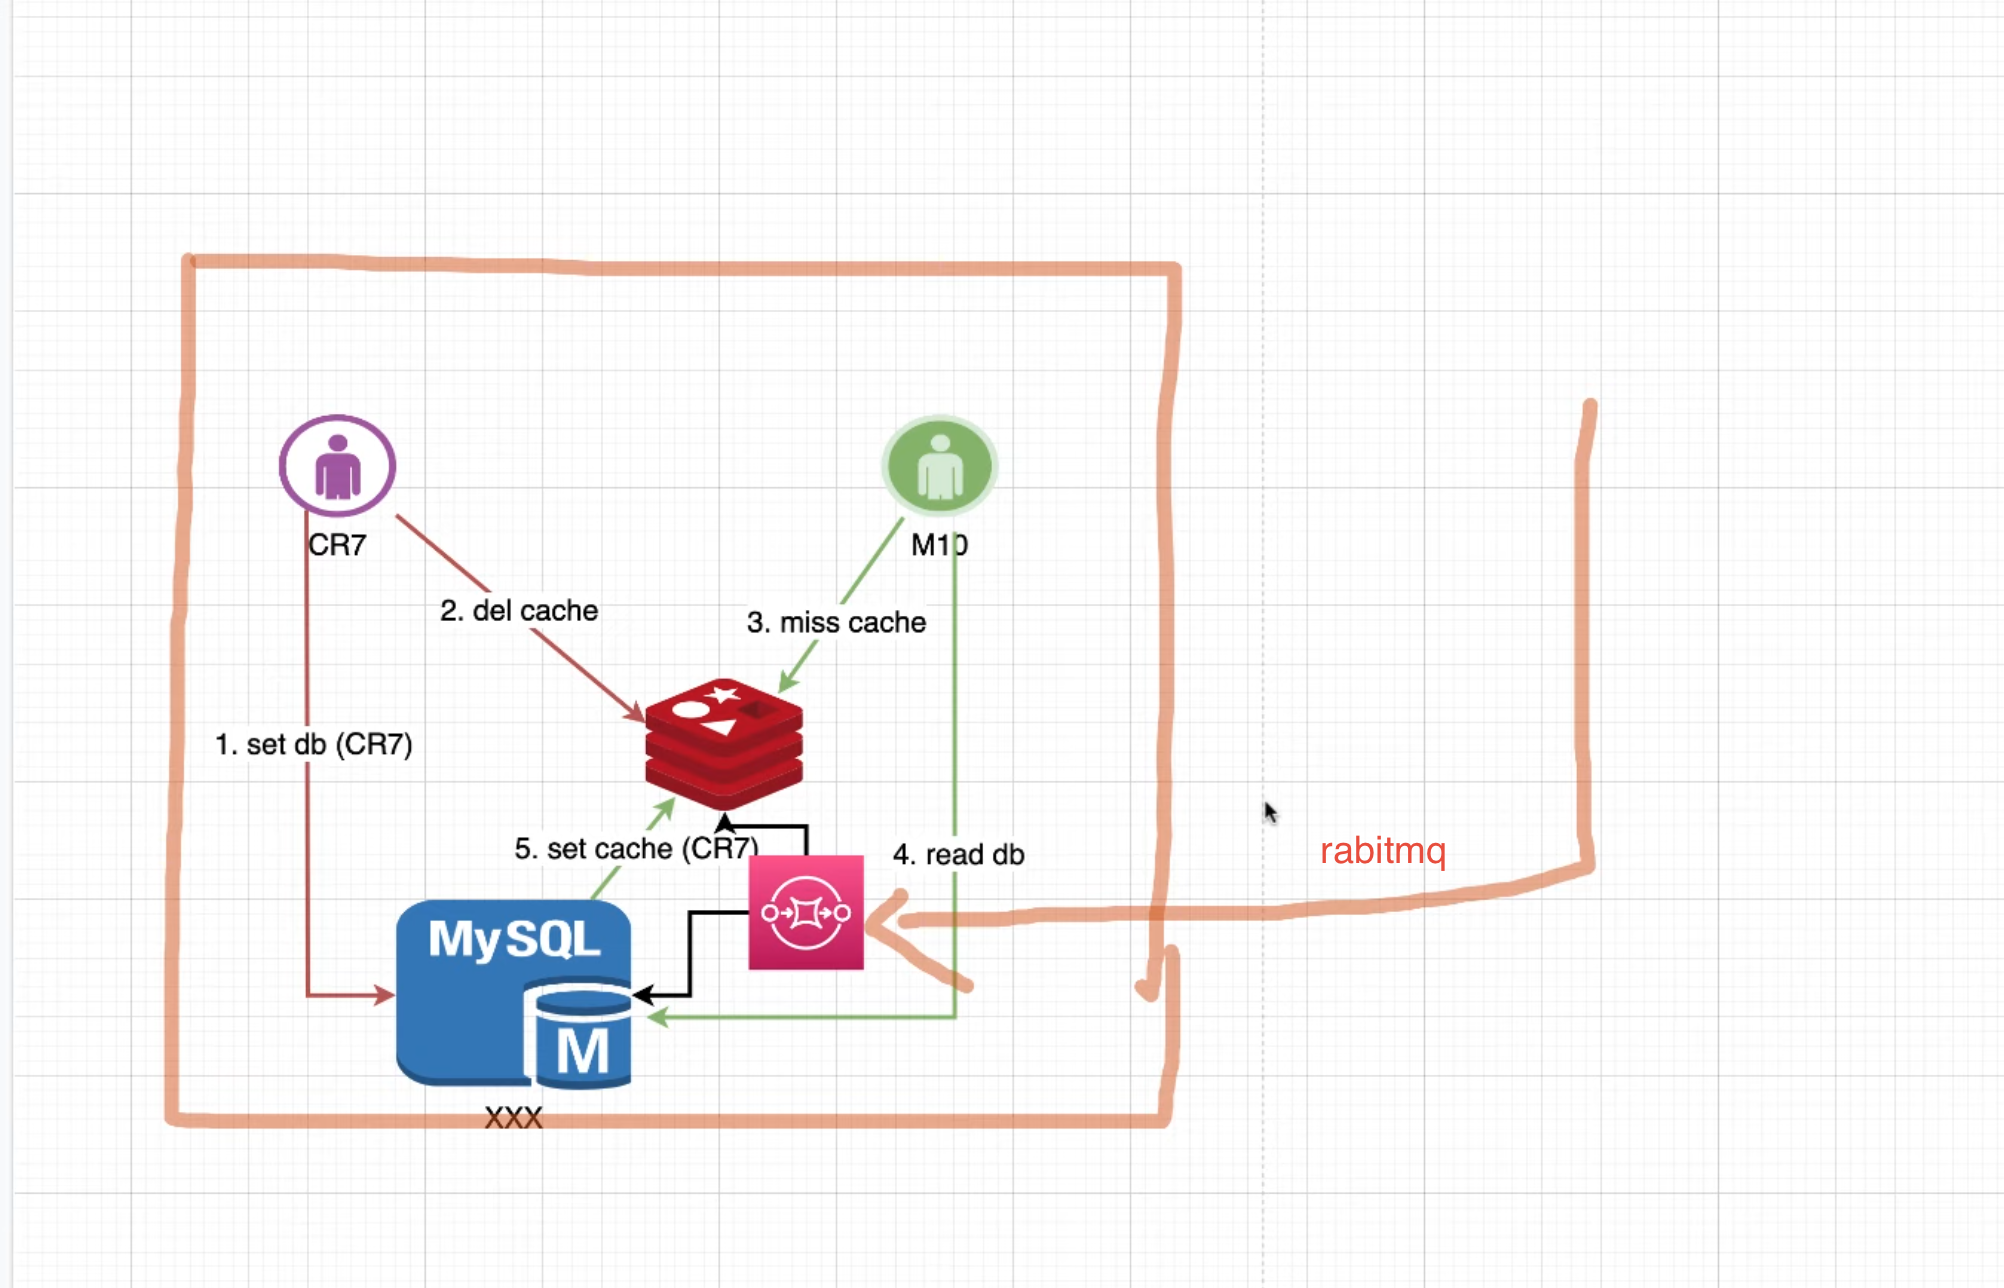 CR7
M10
2. del cache
3. miss cache
1. set db (CR7)
5. set cache (CR7)
4. read db
rabitmq
MySQL
M
XXX